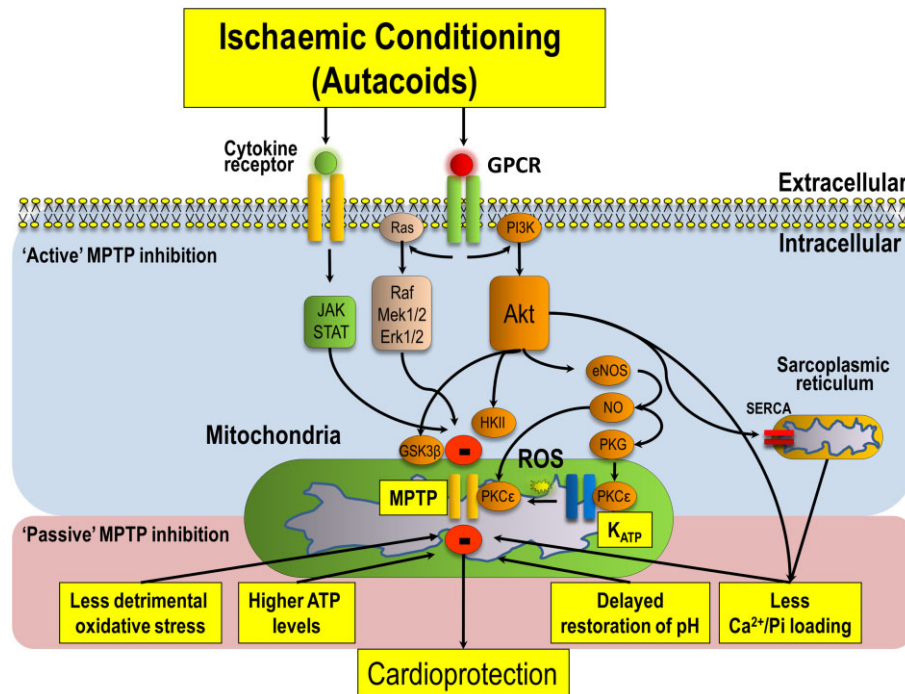 Ischaemic Conditioning
(Autacoids)
Cytokine
receptor
GPCR
Extracellular
Intracellular
Ras
PI3K
'Active' MPTP inhibition
JAK
STAT
Raf
Mek1/2
Erk1/2
Akt
Sarcoplasmic
reticulum
SERCA
eNOS
NO
PKG
HKII
Mitochondria
GSK3β
-
ROS
MPTP
PKCε
PKCε
K_ATP
'Passive' MPTP inhibition
-
Less detrimental
oxidative stress
Higher ATP
levels
Delayed
restoration of pH
Less
Ca²⁺/Pi loading
Cardioprotection